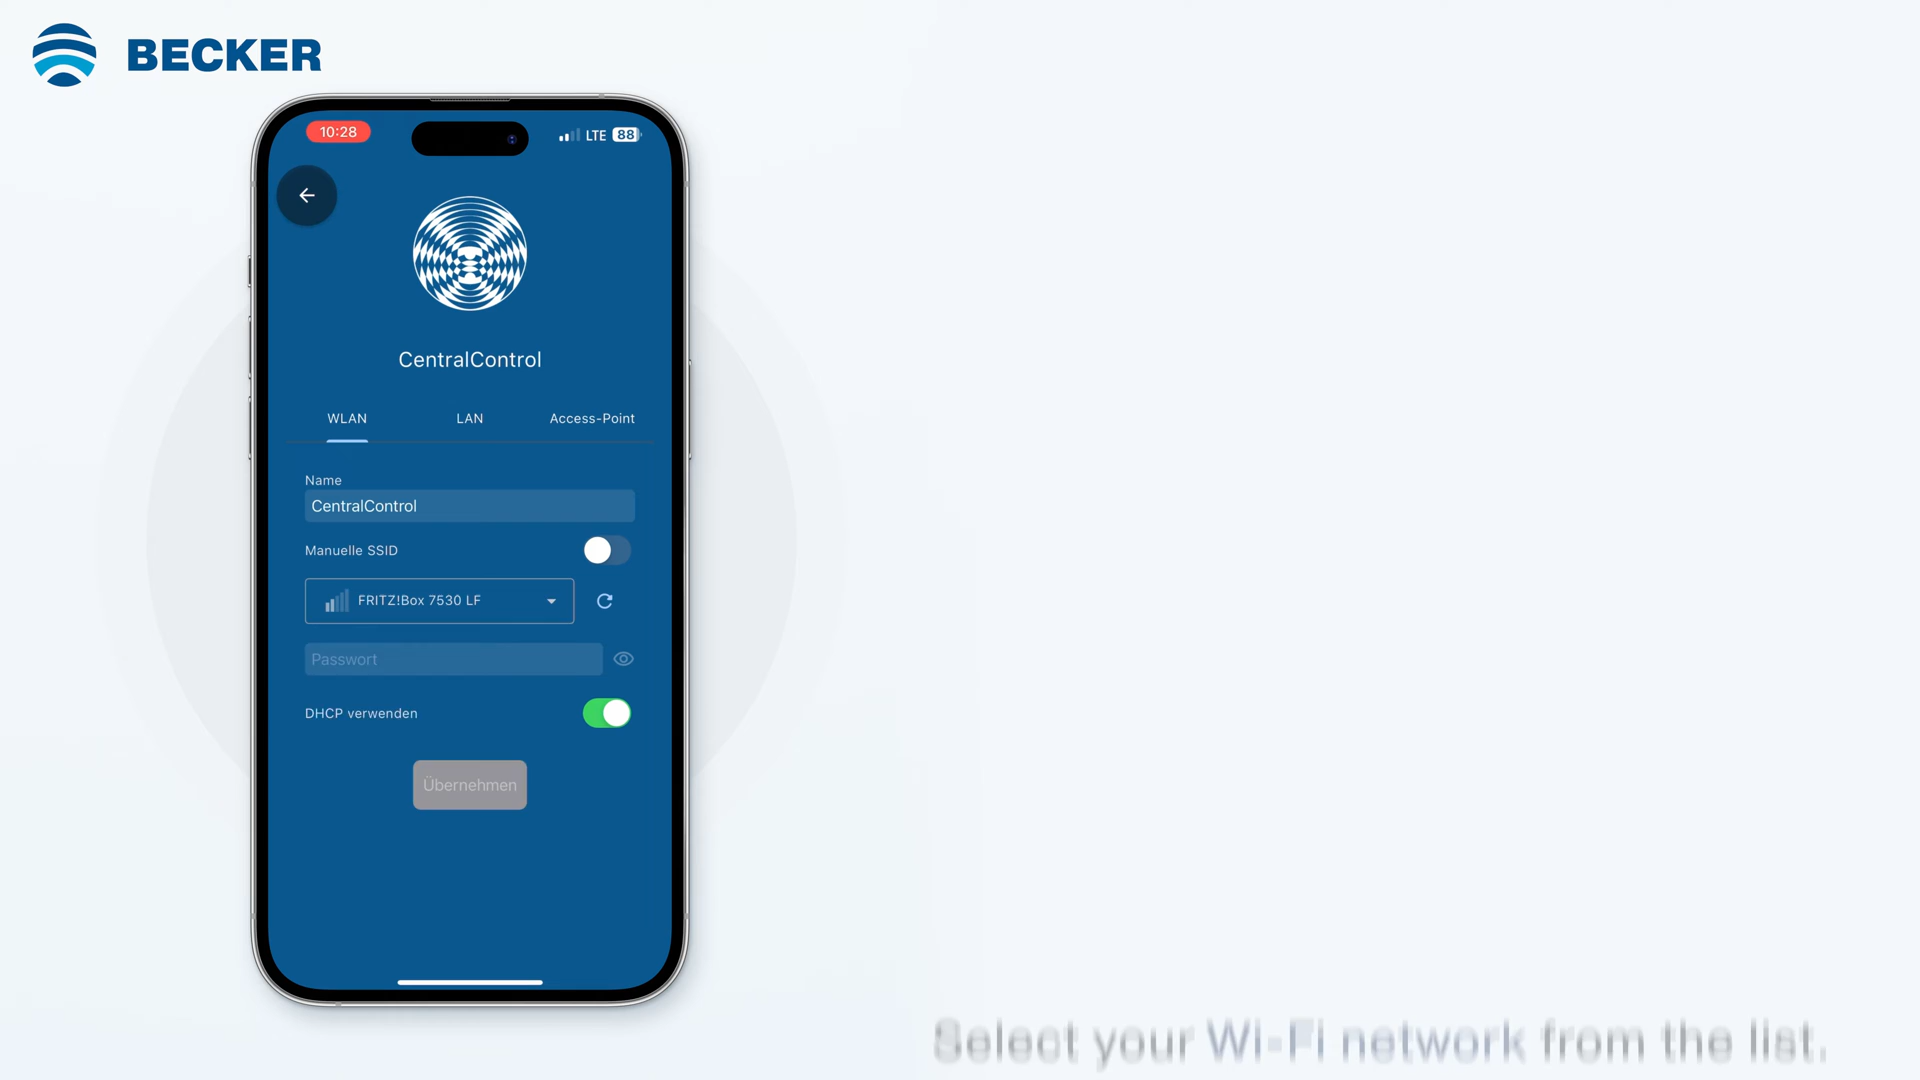 BECKER
10:28
LTE 88
CentralControl
WLAN LAN Access-Point
Name
CentralControl
Manuelle SSID
FRITZ!Box 7530 LF
Passwort
DHCP verwenden
Übernehmen
Select your Wi-Fi network from the list.